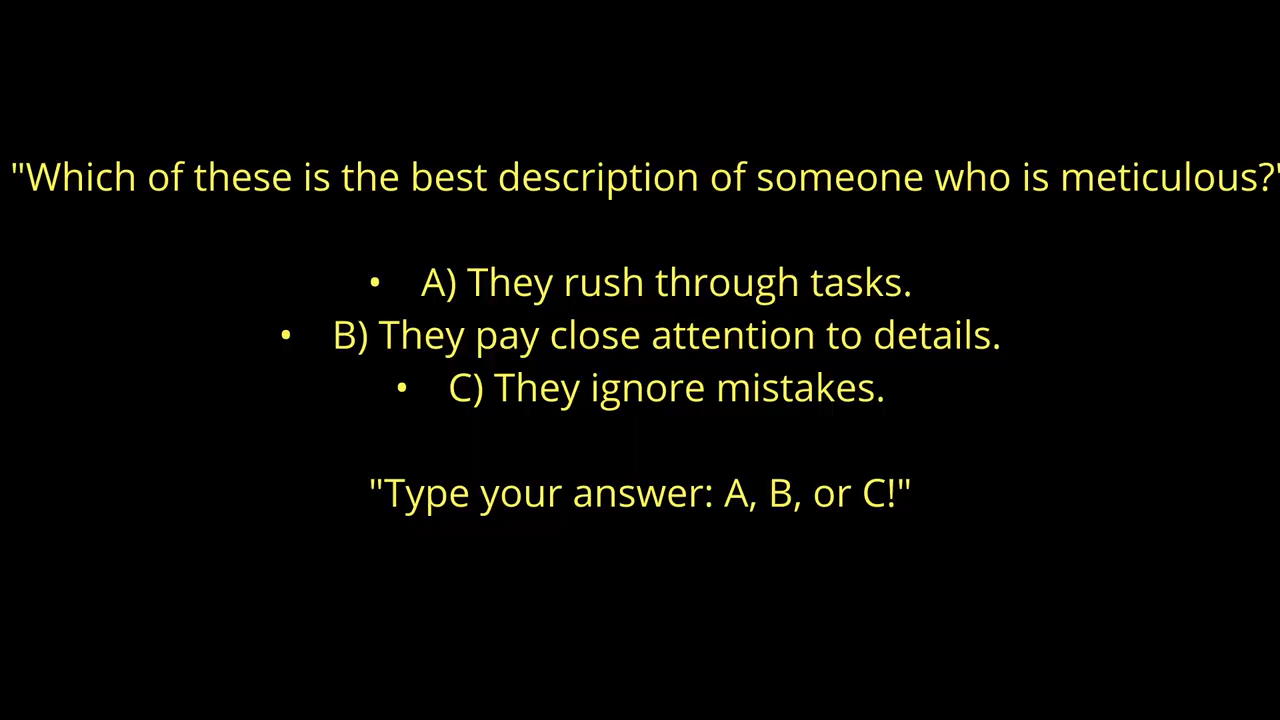 "Which of these is the best description of someone who is meticulous?"
• A) They rush through tasks.
• B) They pay close attention to details.
• C) They ignore mistakes.
"Type your answer: A, B, or C!"